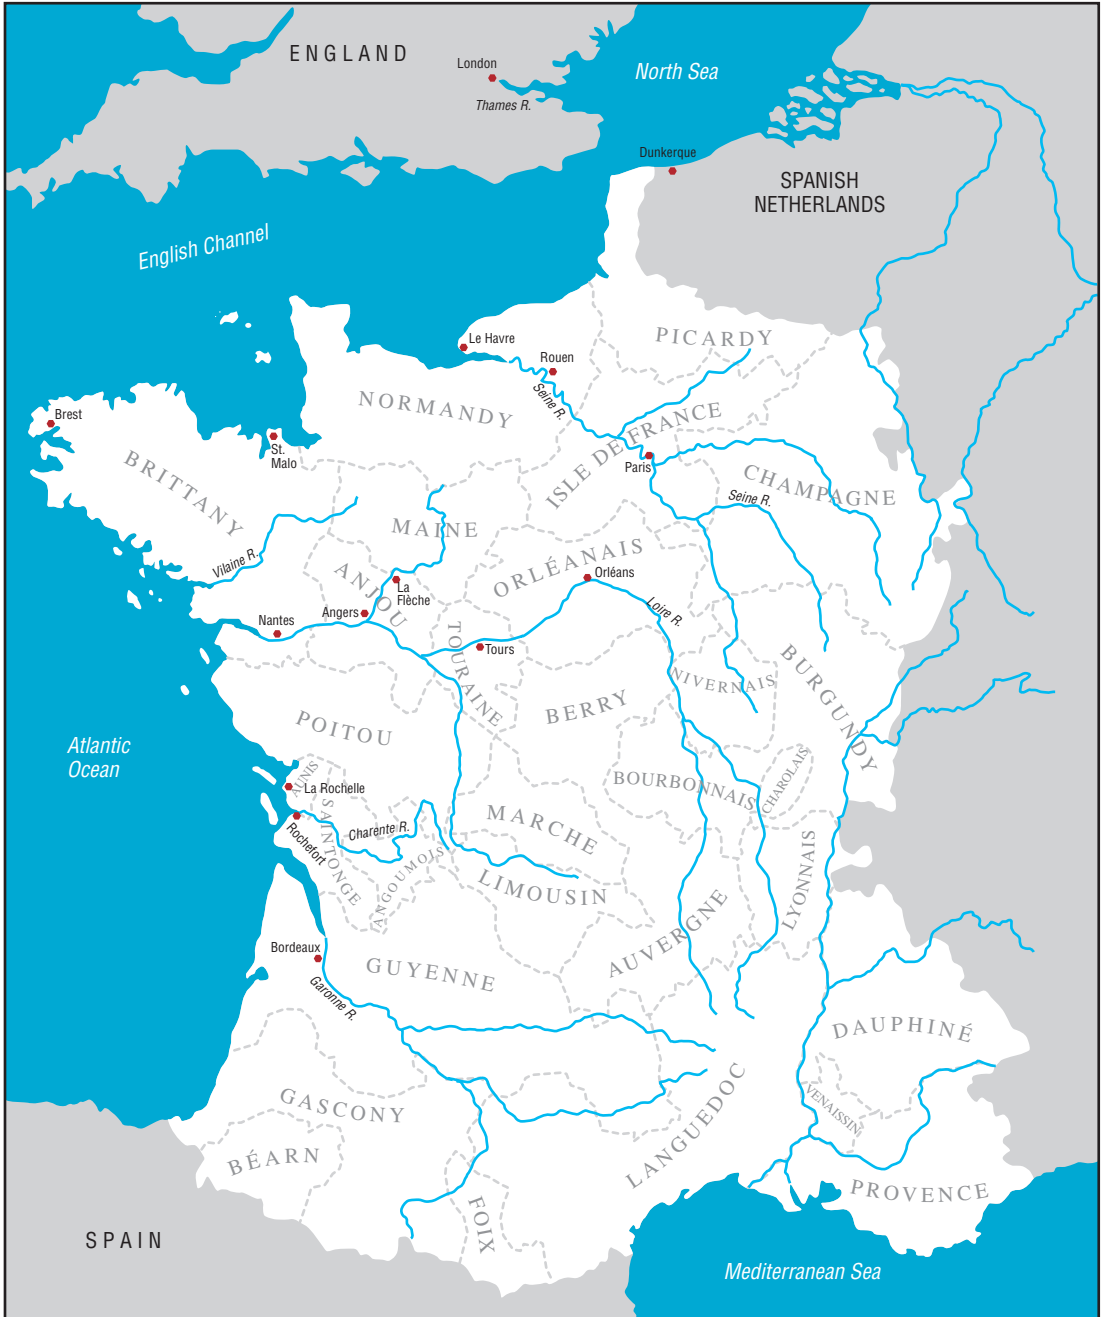 ENGLAND
London
Thames R.
North Sea
Dunkerque
SPANISH
NETHERLANDS
English Channel
PICARDY
Le Havre
Rouen
Seine R.
NORMANDY
ISLE DE FRANCE
Brest
St.
Malo
Paris
BRITTANY
CHAMPAGNE
Seine R.
MAINE
Vilaine R.
ANJOU
La
Flèche
ORLÉANAIS
Orléans
Loire R.
Angers
Nantes
Tours
TOURAINE
NIVERNAIS
BURGUNDY
BERRY
POITOU
Atlantic
Ocean
AUNIS
La Rochelle
BOURBONNAIS
CHAROLAIS
Rochefort
SAINTONGE
Charente R.
ANGOUMOIS
MARCHE
LIMOUSIN
LYONNAIS
AUVERGNE
Bordeaux
GUYENNE
Garonne R.
DAUPHINÉ
VENAISSIN
GASCONY
BÉARN
LANGUEDOC
FOIX
PROVENCE
SPAIN
Mediterranean Sea